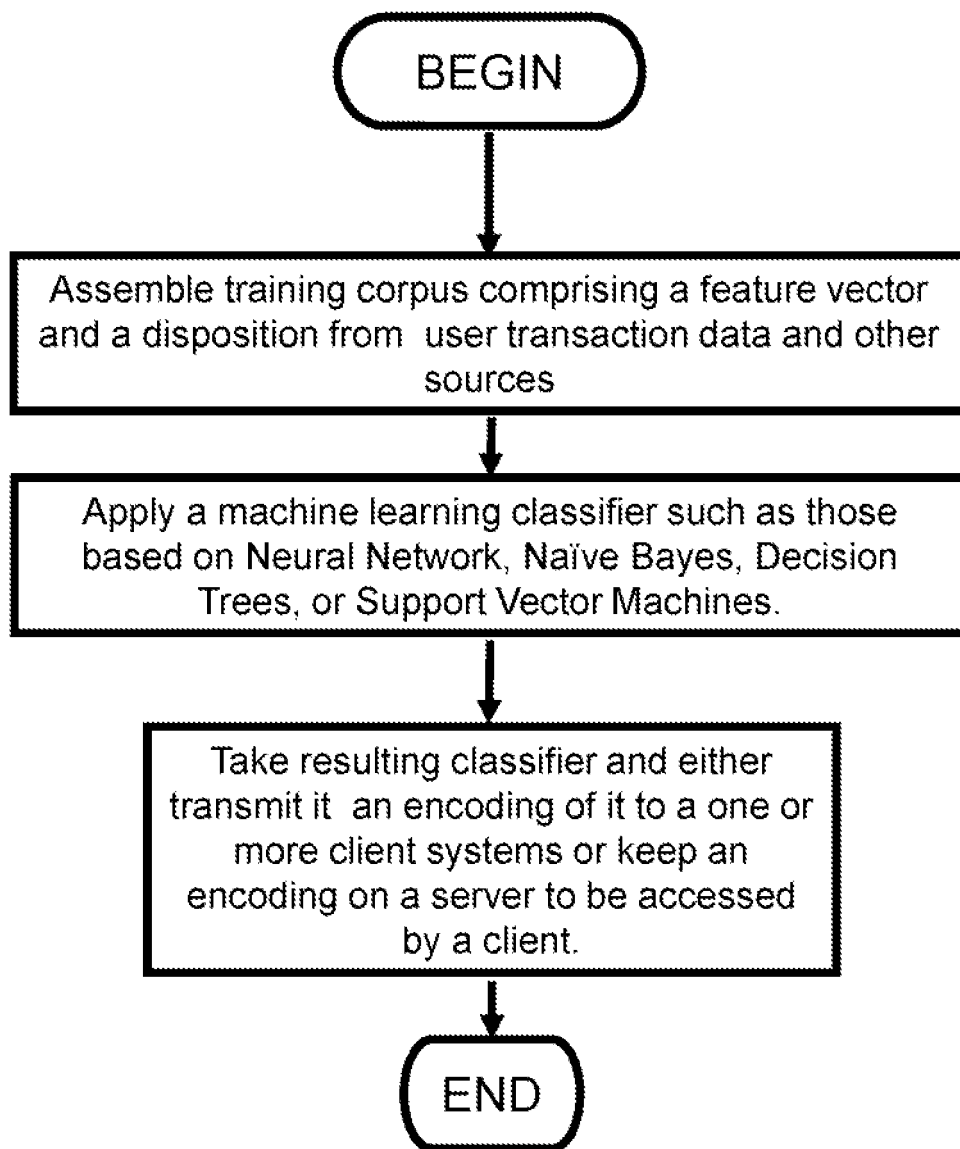 BEGIN
Assemble training corpus comprising a feature vector
and a disposition from user transaction data and other
sources
Apply a machine learning classifier such as those
based on Neural Network, Naïve Bayes, Decision
Trees, or Support Vector Machines.
Take resulting classifier and either
transmit it an encoding of it to a one or
more client systems or keep an
encoding on a server to be accessed
by a client.
END